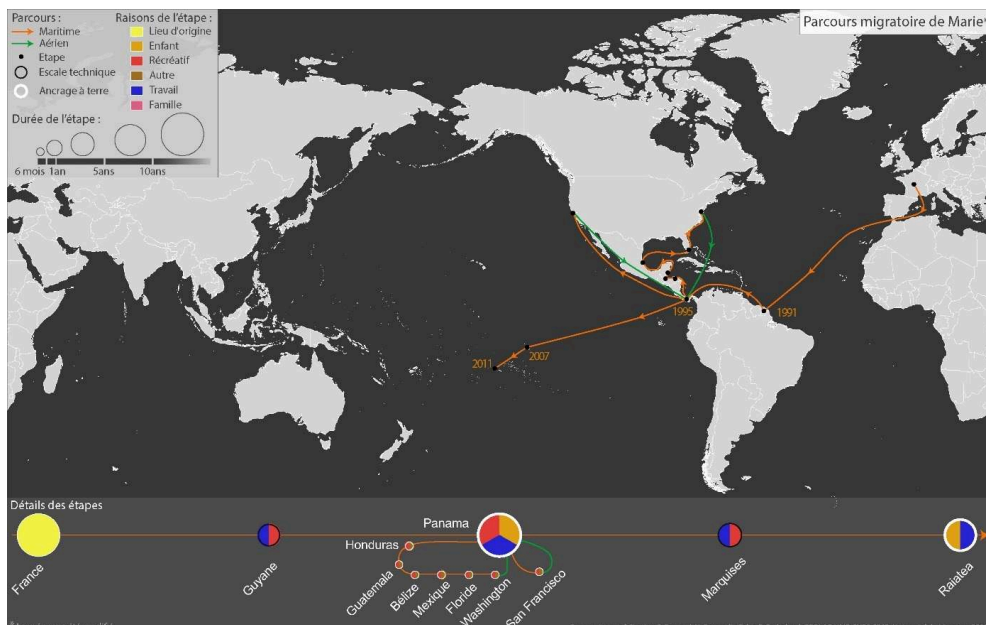 Parcours :
Maritime
Aérien
Etape
Escale technique
Ancrage à terre
Raisons de l'étape :
Lieu d'origine
Enfant
Récréatif
Autre
Travail
Famille
Durée de l'étape :
6 mois 1an 5ans 10ans
Parcours migratoire de Marie*
1991
1995
2007
2011
Détails des étapes
France
Guyane
Panama
Honduras
Guatemala
Bélize
Mexique
Floride
Washington
San Francisco
Marquises
Raiatea